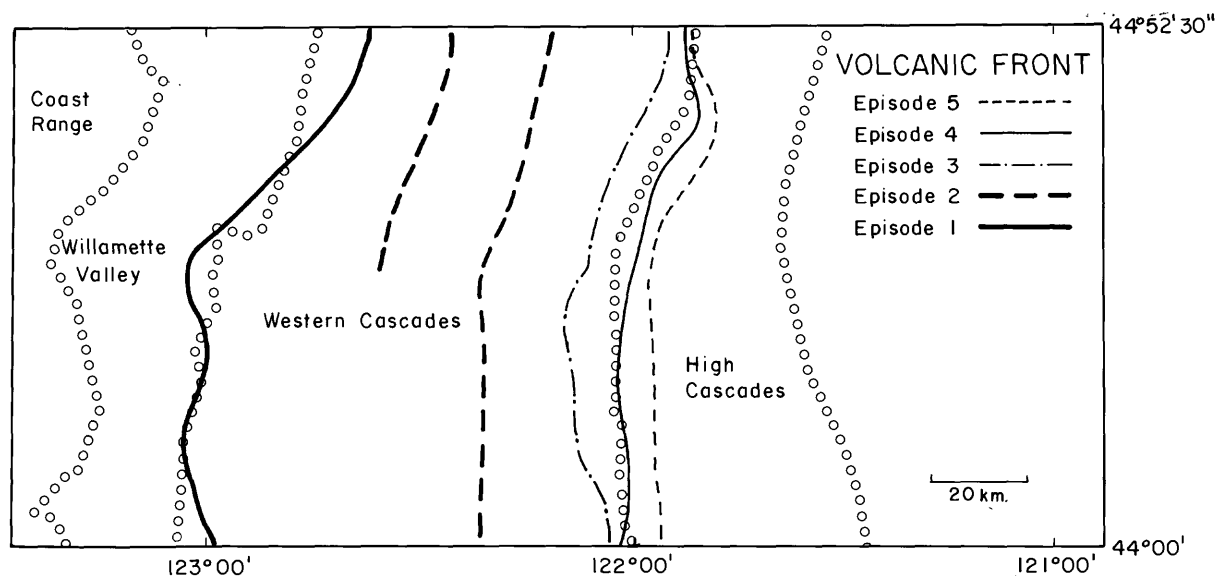 44°52'30"
VOLCANIC FRONT
Episode 5
Episode 4
Episode 3
Episode 2
Episode 1
Coast
Range
Willamette
Valley
Western Cascades
High
Cascades
20 km.
44°00'
123°00'
122°00'
121°00'